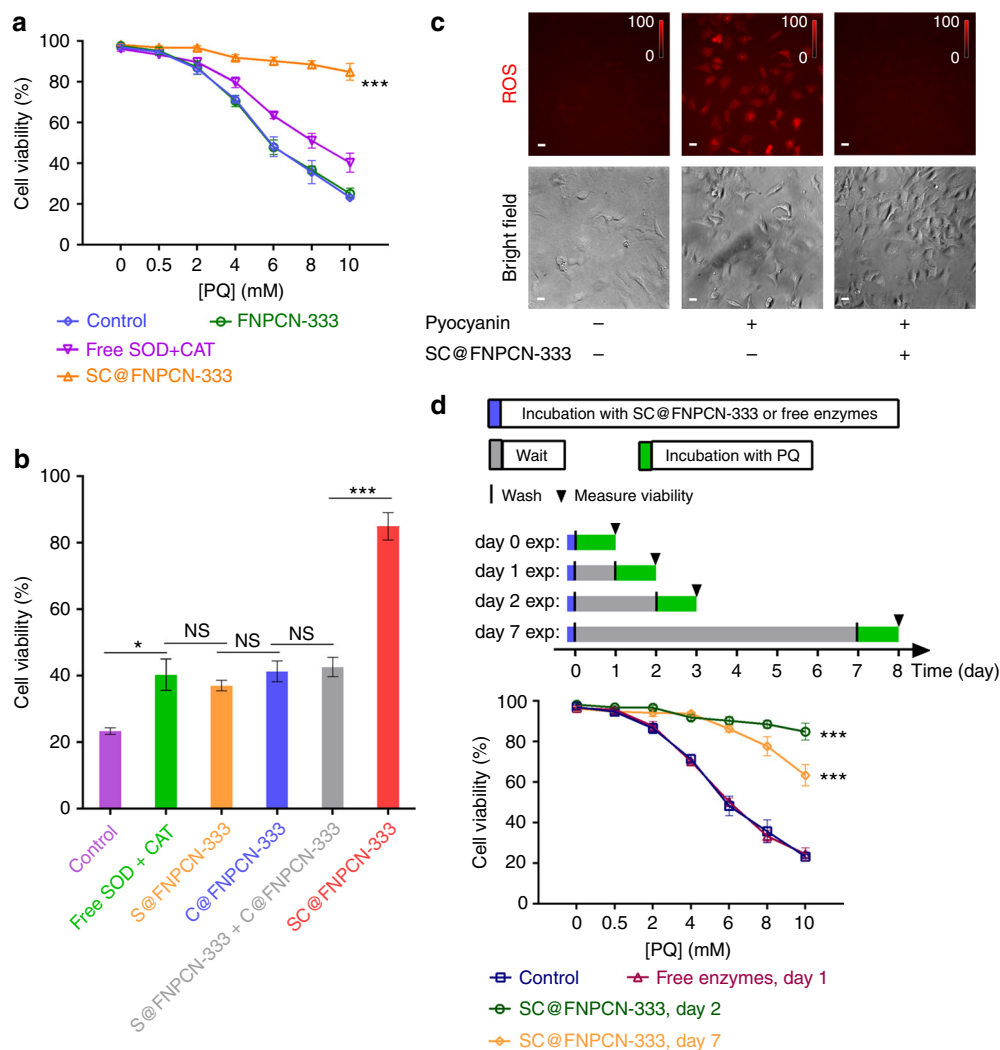 a
100
80
60
40
20
0
Cell viability (%)
***
0 0.5 2 4 6 8 10
[PQ] (mM)
Control
FNPCN-333
Free SOD+CAT
SC@FNPCN-333
b
100
80
60
40
20
0
Cell viability (%)
*
NS
NS
NS
***
Control
Free SOD + CAT
S@FNPCN-333
C@FNPCN-333
S@FNPCN-333 + C@FNPCN-333
SC@FNPCN-333
c
100
0
100
0
100
0
ROS
Bright field
Pyocyanin – + +
SC@FNPCN-333 – – +
d
Incubation with SC@FNPCN-333 or free enzymes
Wait
Incubation with PQ
Wash
Measure viability
day 0 exp:
day 1 exp:
day 2 exp:
day 7 exp:
0 1 2 3 4 5 6 7 8 Time (day)
100
80
60
40
20
0
Cell viability (%)
***
***
0 0.5 2 4 6 8 10
[PQ] (mM)
Control
Free enzymes, day 1
SC@FNPCN-333, day 2
SC@FNPCN-333, day 7